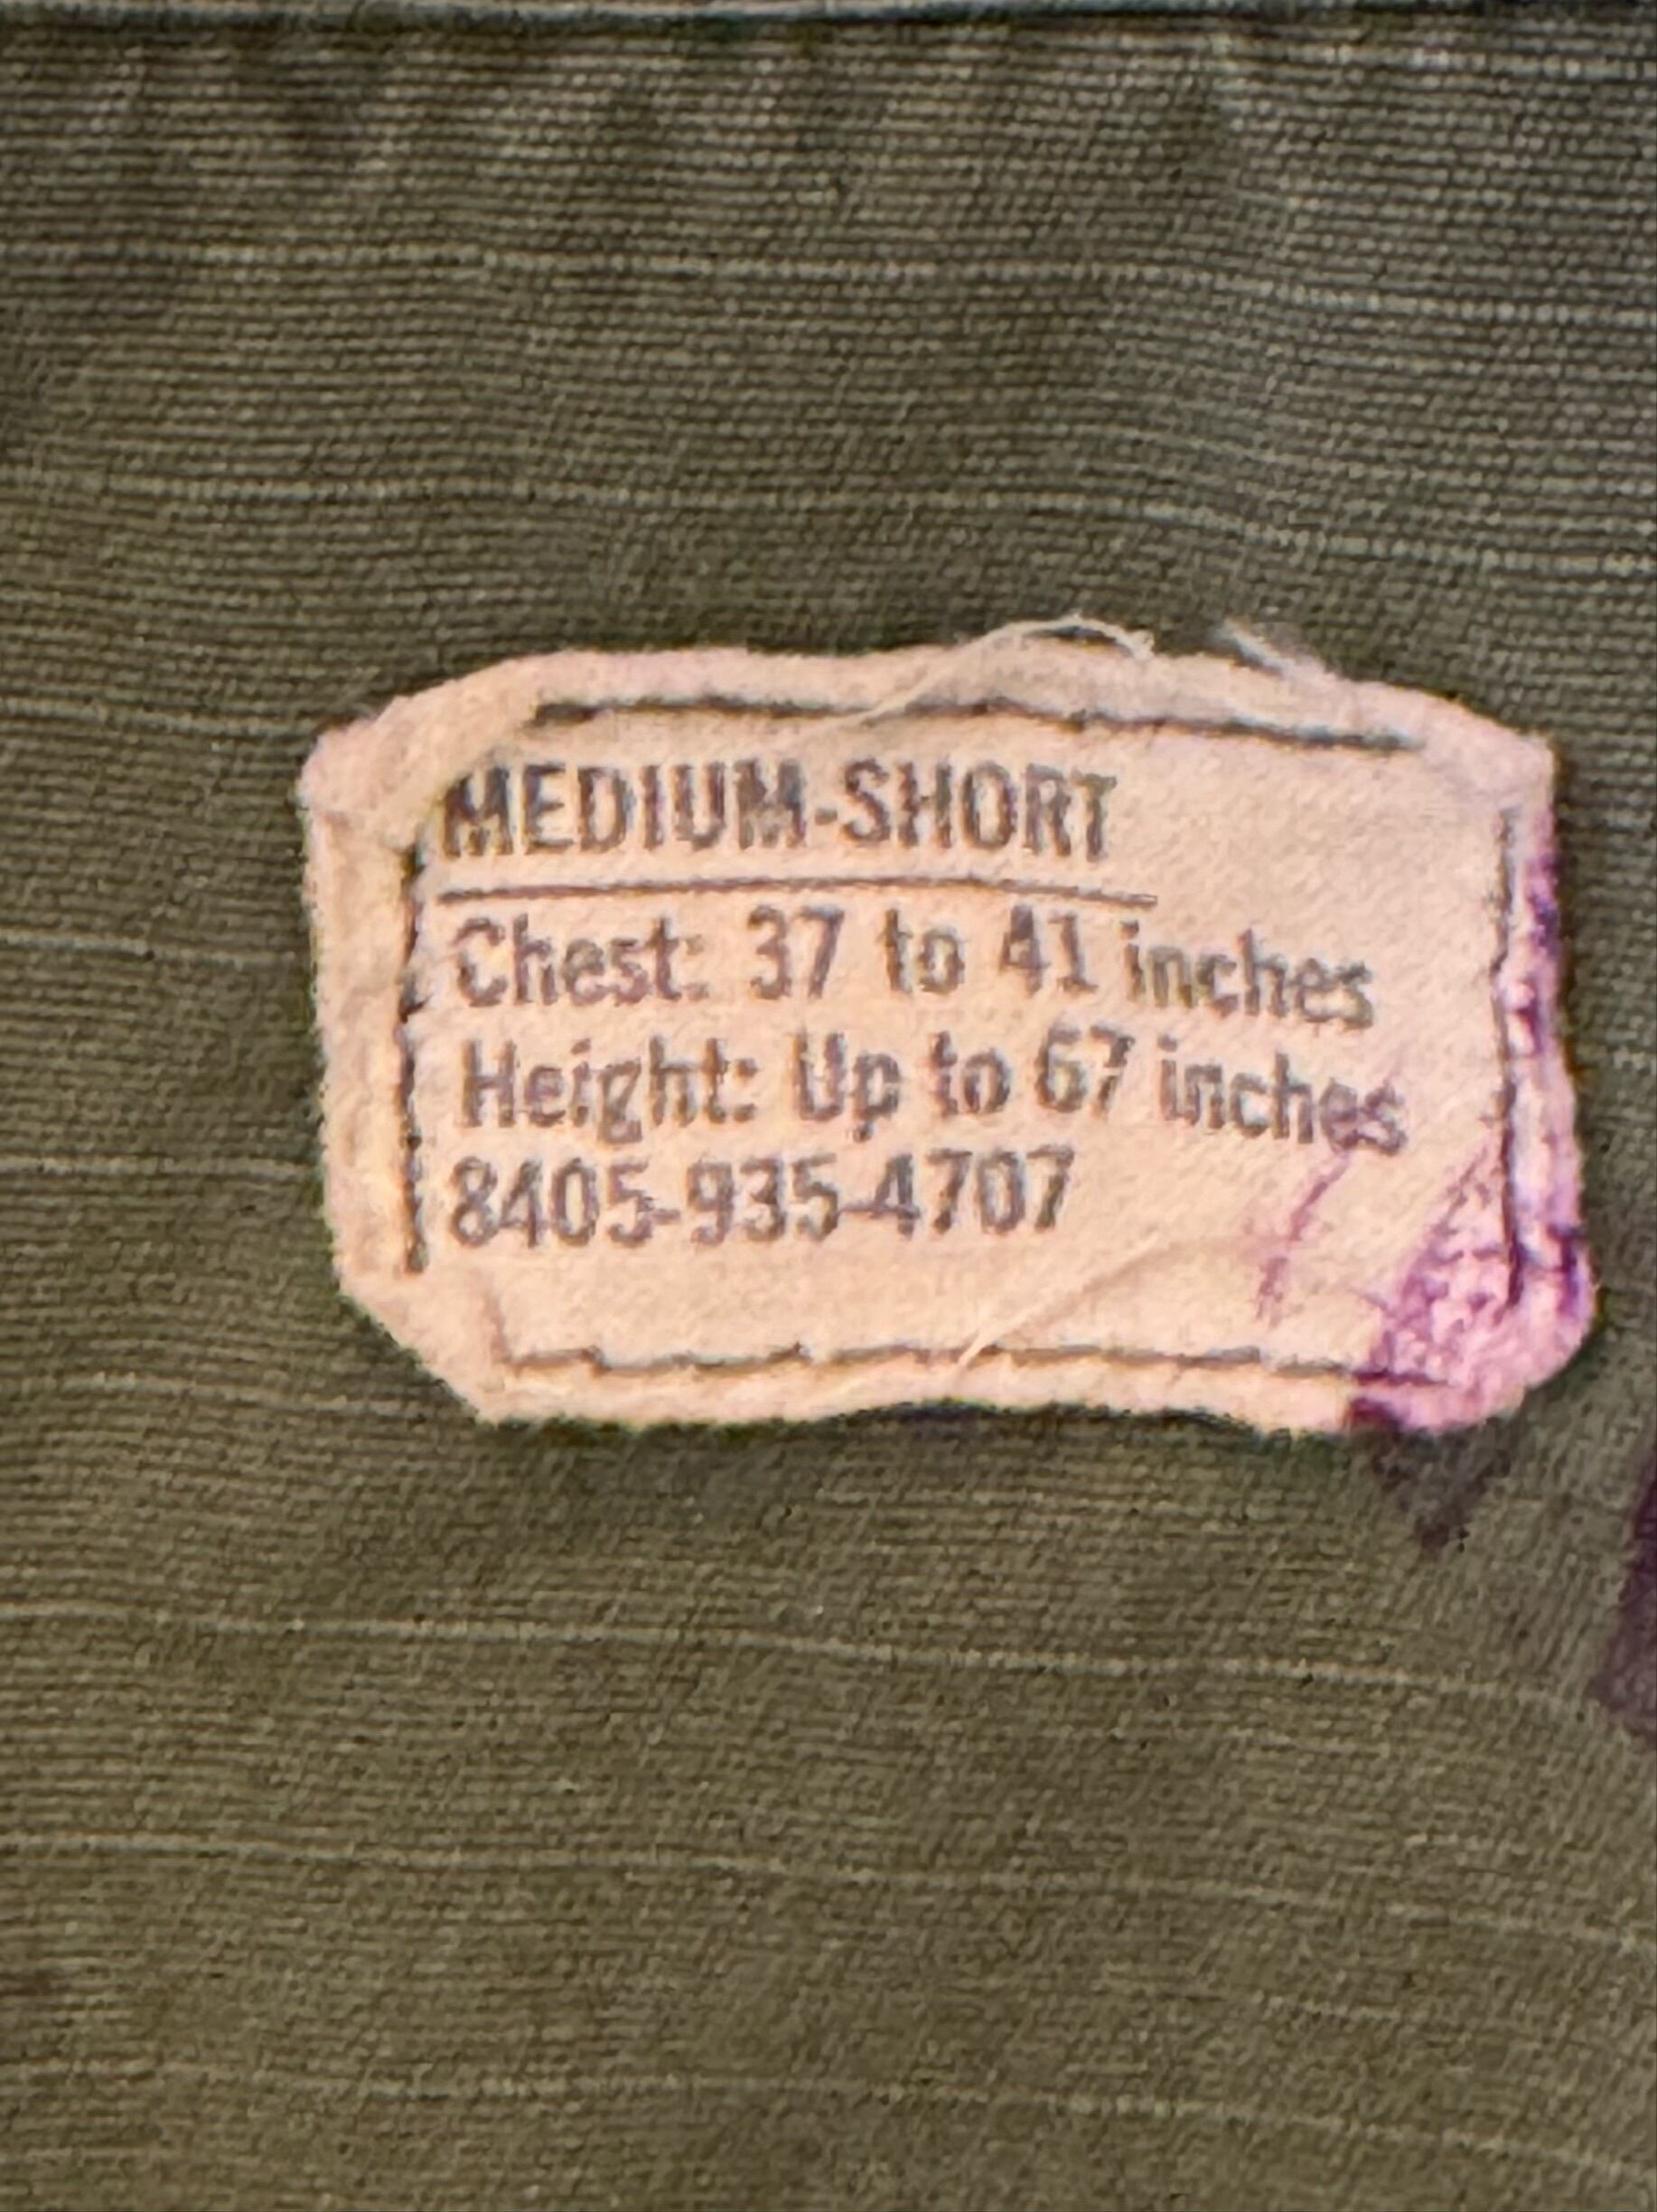 MEDIUM-SHORT
Chest: 37 to 41 inches
Height: Up to 67 inches
8405-935-4707